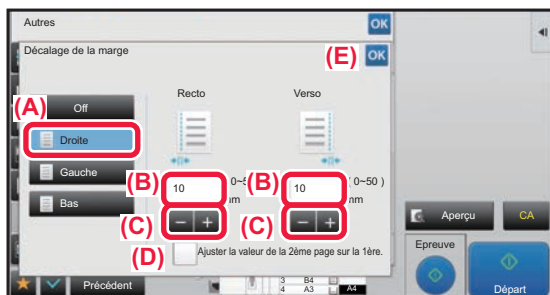 Autres
OK
Décalage de la marge
(E)
OK
Recto
Verso
(A)
Off
Droite
Gauche
Bas
(B)
10
0~5
mm
(B)
10
( 0~50 )
mm
(C)
− +
(C)
− +
(D)
Ajuster la valeur de la 2ème page sur la 1ère.
Aperçu
CA
Epreuve
Départ
Précédent
3 B4
4 A3
A4